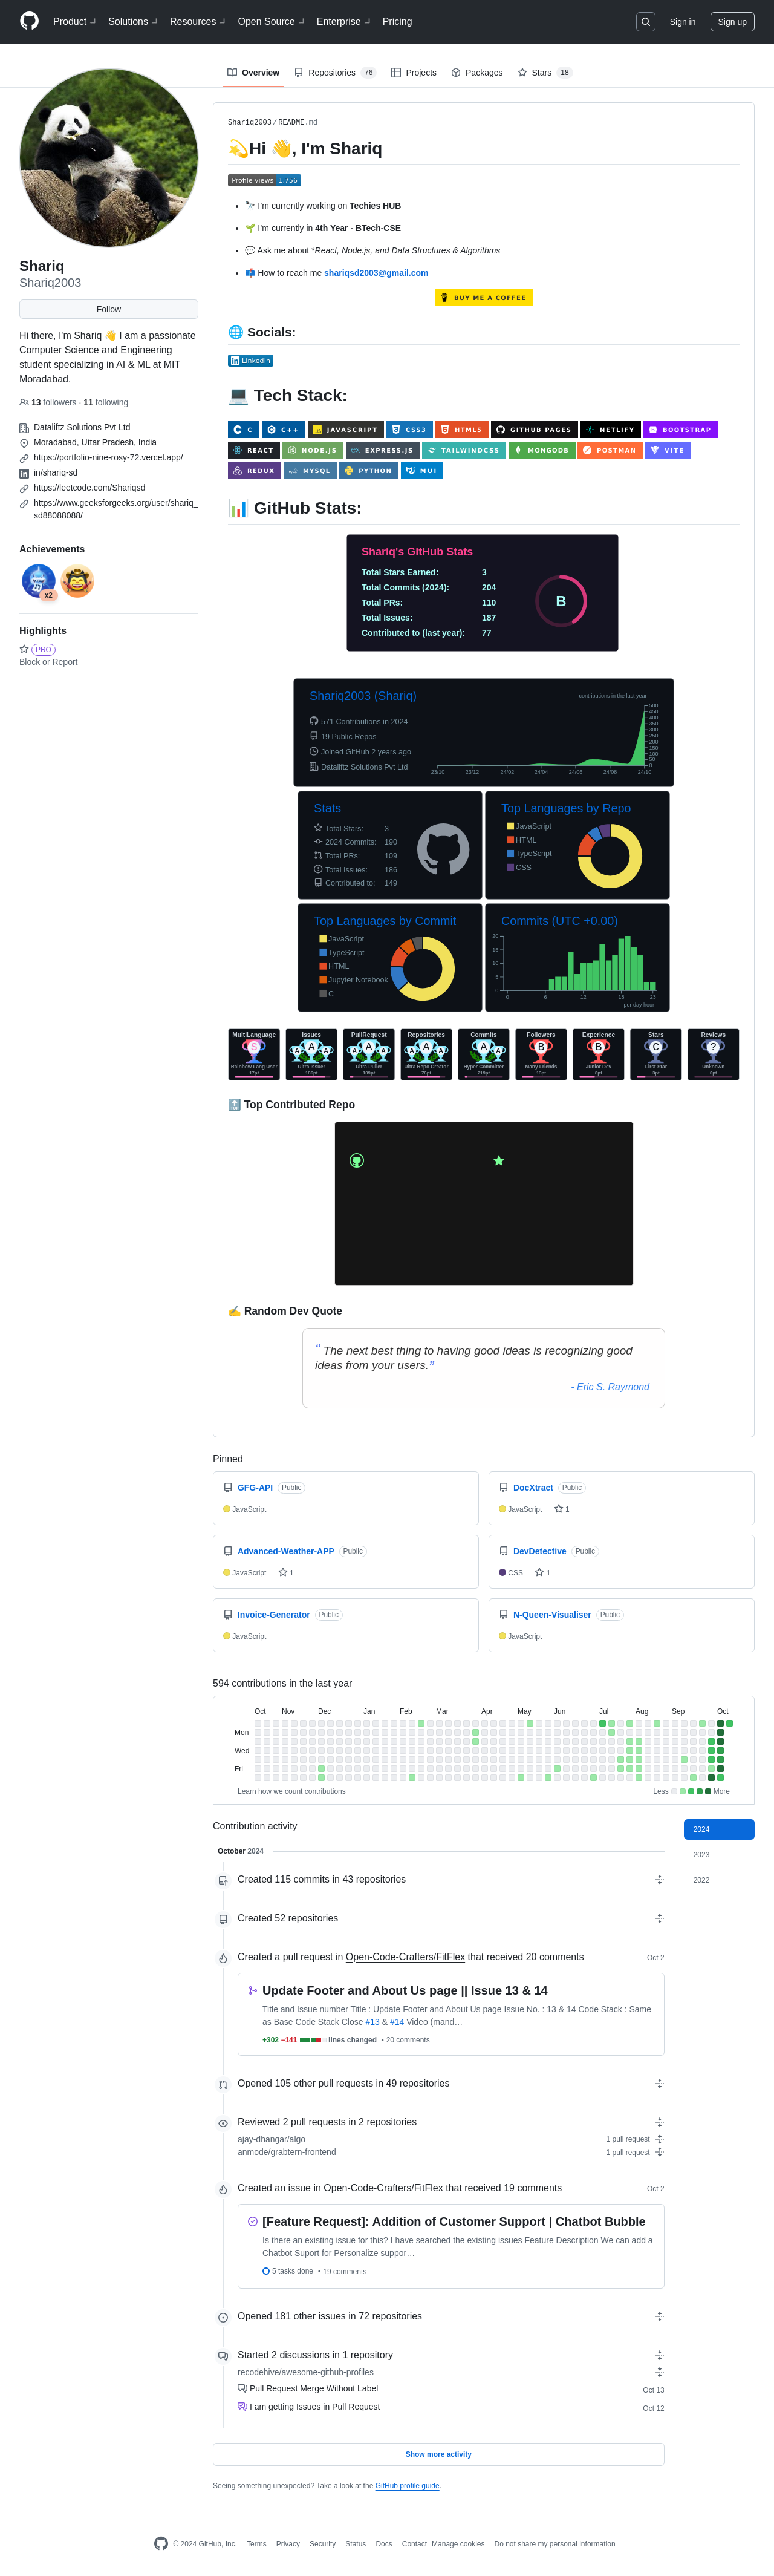 Product Solutions Resources Open Source Enterprise Pricing Sign in Sign up
Overview Repositories 76 Projects Packages Stars 18
Shariq
Shariq2003
Follow
Hi there, I'm Shariq 👋 I am a passionate
Computer Science and Engineering
student specializing in AI & ML at MIT
Moradabad.
13 followers · 11 following
Dataliftz Solutions Pvt Ltd
Moradabad, Uttar Pradesh, India
https://portfolio-nine-rosy-72.vercel.app/
in/shariq-sd
https://leetcode.com/Shariqsd
https://www.geeksforgeeks.org/user/shariq_
sd88088088/
Achievements
x2
Highlights
PRO
Block or Report
Shariq2003/README.md
💫Hi 👋, I'm Shariq
Profile views 1,756
🔭 I'm currently working on Techies HUB
🌱 I'm currently in 4th Year - BTech-CSE
💬 Ask me about *React, Node.js, and Data Structures & Algorithms
📫 How to reach me shariqsd2003@gmail.com
BUY ME A COFFEE
🌐 Socials:
LinkedIn
💻 Tech Stack:
C C++ JAVASCRIPT CSS3 HTML5 GITHUB PAGES NETLIFY BOOTSTRAP
REACT NODE.JS EXPRESS.JS TAILWINDCSS MONGODB POSTMAN VITE
REDUX MYSQL PYTHON MUI
📊 GitHub Stats:
Shariq's GitHub Stats
Total Stars Earned: 3
Total Commits (2024): 204
Total PRs: 110
Total Issues: 187
Contributed to (last year): 77
B
Shariq2003 (Shariq)
contributions in the last year
571 Contributions in 2024
19 Public Repos
Joined GitHub 2 years ago
Dataliftz Solutions Pvt Ltd
500
450
400
350
300
250
200
150
100
50
0
23/10 23/12 24/02 24/04 24/06 24/08 24/10
Stats
Total Stars: 3
2024 Commits: 190
Total PRs: 109
Total Issues: 186
Contributed to: 149
Top Languages by Repo
JavaScript
HTML
TypeScript
CSS
Top Languages by Commit
JavaScript
TypeScript
HTML
Jupyter Notebook
C
Commits (UTC +0.00)
20
15
10
5
0
0 6 12 18 23
per day hour
MultiLanguage Issues PullRequest Repositories Commits Followers Experience Stars Reviews
S A A A A A A A A A A A A B B C ?
Rainbow Lang User Ultra Issuer Ultra Puller Ultra Repo Creator Hyper Committer Many Friends Junior Dev First Star Unknown
🔝 Top Contributed Repo
✍️ Random Dev Quote
“ The next best thing to having good ideas is recognizing good
ideas from your users.”
- Eric S. Raymond
Pinned
GFG-API Public
JavaScript
DocXtract Public
JavaScript 1
Advanced-Weather-APP Public
JavaScript 1
DevDetective Public
CSS 1
Invoice-Generator Public
JavaScript
N-Queen-Visualiser Public
JavaScript
594 contributions in the last year
Oct Nov Dec Jan Feb Mar Apr May Jun Jul Aug Sep Oct
Mon
Wed
Fri
Learn how we count contributions Less More
Contribution activity
2024
2023
2022
October 2024
Created 115 commits in 43 repositories
Created 52 repositories
Created a pull request in Open-Code-Crafters/FitFlex that received 20 comments Oct 2
Update Footer and About Us page || Issue 13 & 14
Title and Issue number Title : Update Footer and About Us page Issue No. : 13 & 14 Code Stack : Same
as Base Code Stack Close #13 & #14 Video (mand…
+302 −141 lines changed • 20 comments
Opened 105 other pull requests in 49 repositories
Reviewed 2 pull requests in 2 repositories
ajay-dhangar/algo 1 pull request
anmode/grabtern-frontend 1 pull request
Created an issue in Open-Code-Crafters/FitFlex that received 19 comments Oct 2
[Feature Request]: Addition of Customer Support | Chatbot Bubble
Is there an existing issue for this? I have searched the existing issues Feature Description We can add a
Chatbot Suport for Personalize suppor…
5 tasks done • 19 comments
Opened 181 other issues in 72 repositories
Started 2 discussions in 1 repository
recodehive/awesome-github-profiles
Pull Request Merge Without Label Oct 13
I am getting Issues in Pull Request Oct 12
Show more activity
Seeing something unexpected? Take a look at the GitHub profile guide.
© 2024 GitHub, Inc. Terms Privacy Security Status Docs Contact Manage cookies Do not share my personal information